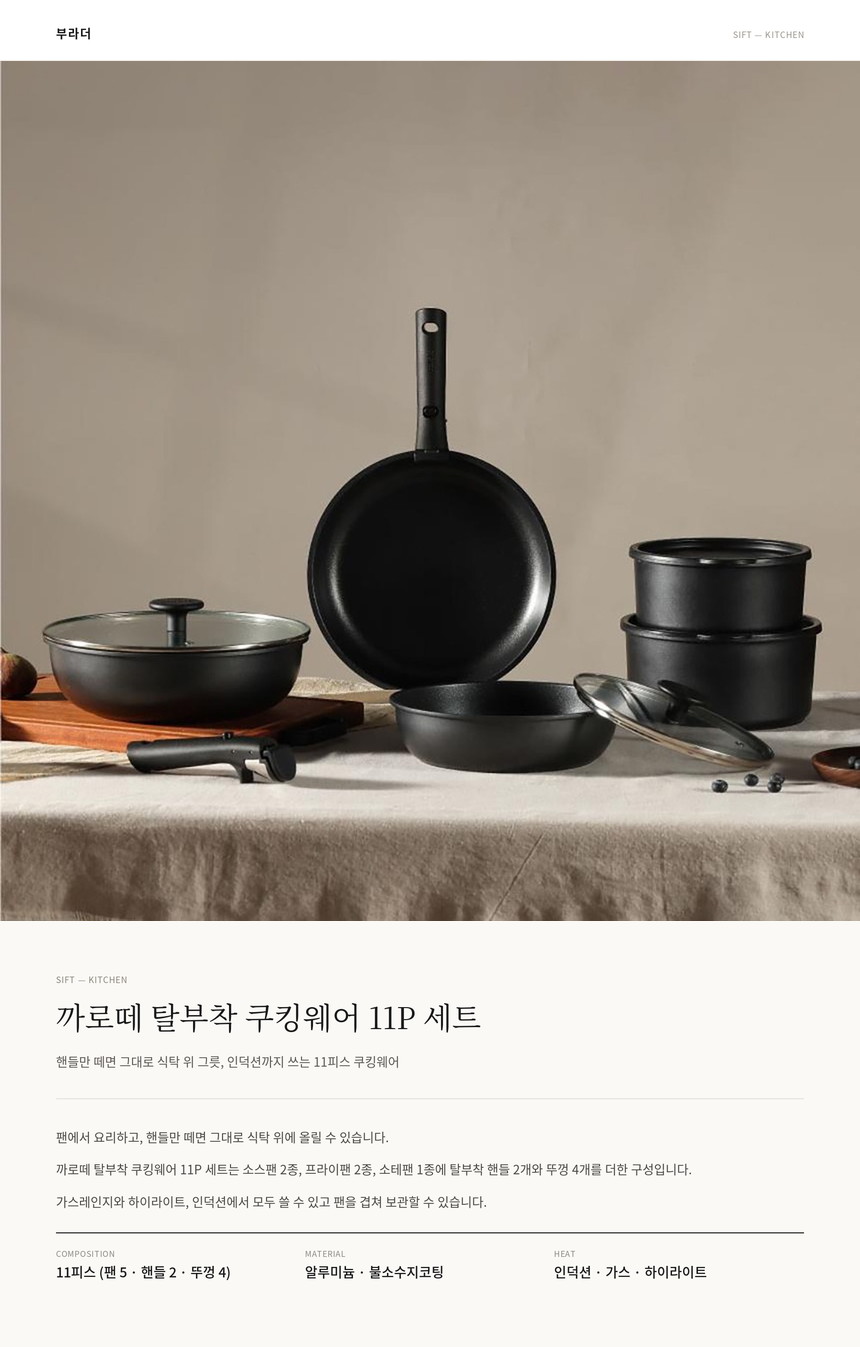 부라더
SIFT — KITCHEN
SIFT — KITCHEN
까로떼 탈부착 쿠킹웨어 11P 세트
핸들만 떼면 그대로 식탁 위 그릇, 인덕션까지 쓰는 11피스 쿠킹웨어
팬에서 요리하고, 핸들만 떼면 그대로 식탁 위에 올릴 수 있습니다.
까로떼 탈부착 쿠킹웨어 11P 세트는 소스팬 2종, 프라이팬 2종, 소테팬 1종에 탈부착 핸들 2개와 뚜껑 4개를 더한 구성입니다.
가스레인지와 하이라이트, 인덕션에서 모두 쓸 수 있고 팬을 겹쳐 보관할 수 있습니다.
COMPOSITION
MATERIAL
HEAT
11피스 (팬 5 · 핸들 2 · 뚜껑 4)
알루미늄 · 불소수지코팅
인덕션 · 가스 · 하이라이트